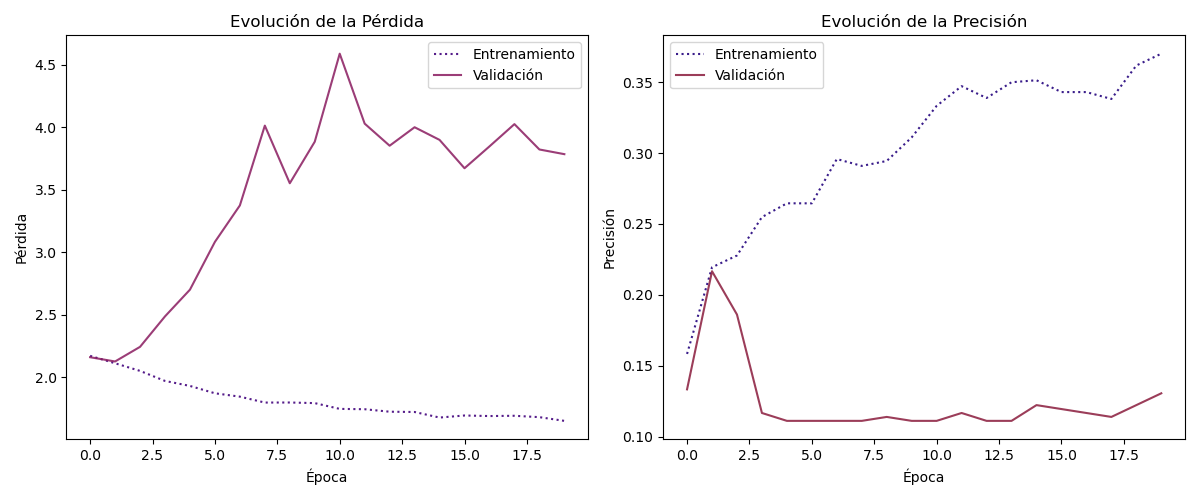 Evolución de la Pérdida
Entrenamiento
Validación
4.5
4.0
3.5
3.0
2.5
2.0
Pérdida
0.0 2.5 5.0 7.5 10.0 12.5 15.0 17.5
Época
Evolución de la Precisión
Entrenamiento
Validación
0.35
0.30
0.25
0.20
0.15
0.10
Precisión
0.0 2.5 5.0 7.5 10.0 12.5 15.0 17.5
Época